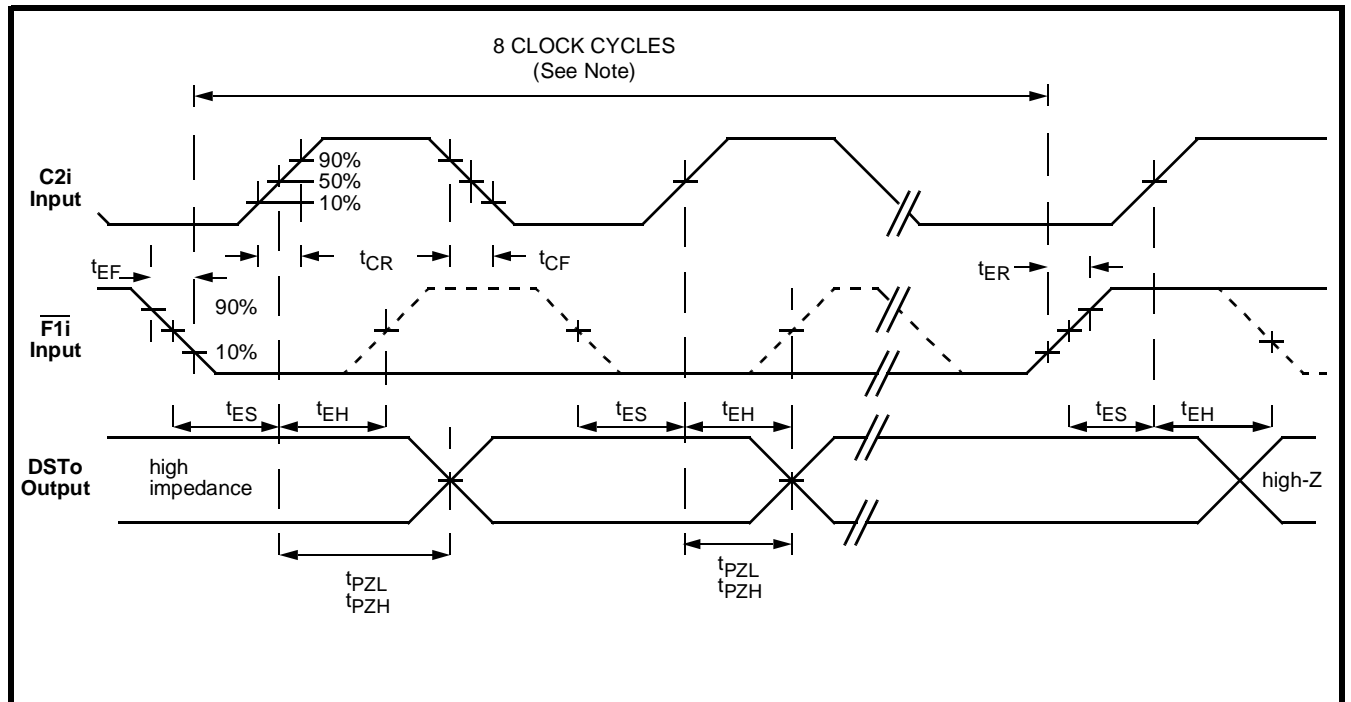 8 CLOCK CYCLES
(See Note)
C2i
Input
90%
50%
10%
tEF
tCR
tCF
tER
F1i
Input
90%
10%
tES
tEH
tES
tEH
tES
tEH
DSTo
Output
high
impedance
high-Z
tPZL
tPZH
tPZL
tPZH